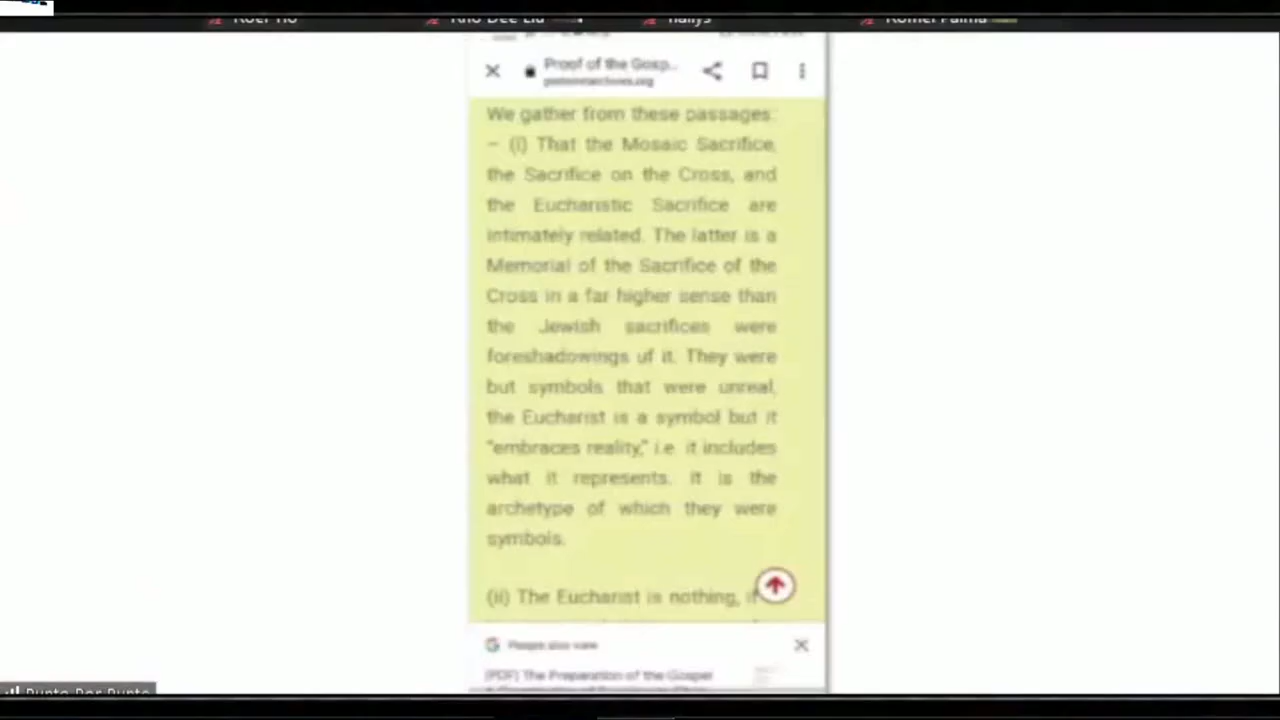 Proof of the Gosp...
We gather from these passages:
– (i) That the Mosaic Sacrifice,
the Sacrifice on the Cross, and
the Eucharistic Sacrifice are
intimately related. The latter is a
Memorial of the Sacrifice of the
Cross in a far higher sense than
the Jewish sacrifices were
foreshadowings of it. They were
but symbols that were unreal,
the Eucharist is a symbol but it
"embraces reality," i.e. it includes
what it represents. It is the
archetype of which they were
symbols.
(ii) The Eucharist is nothing, if
People also view
(PDF) The Preparation of the Gospel
Punto Por Punto